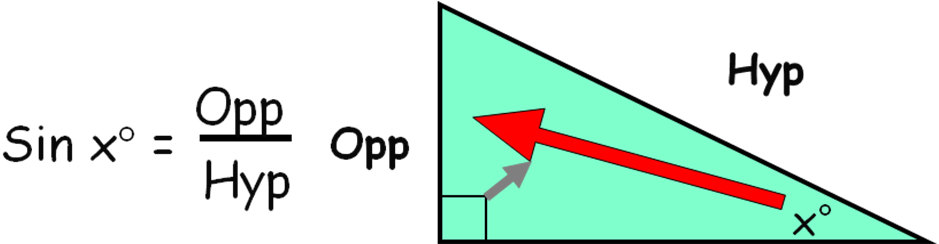 Sin x° = Opp
Hyp
Opp
Hyp
x°